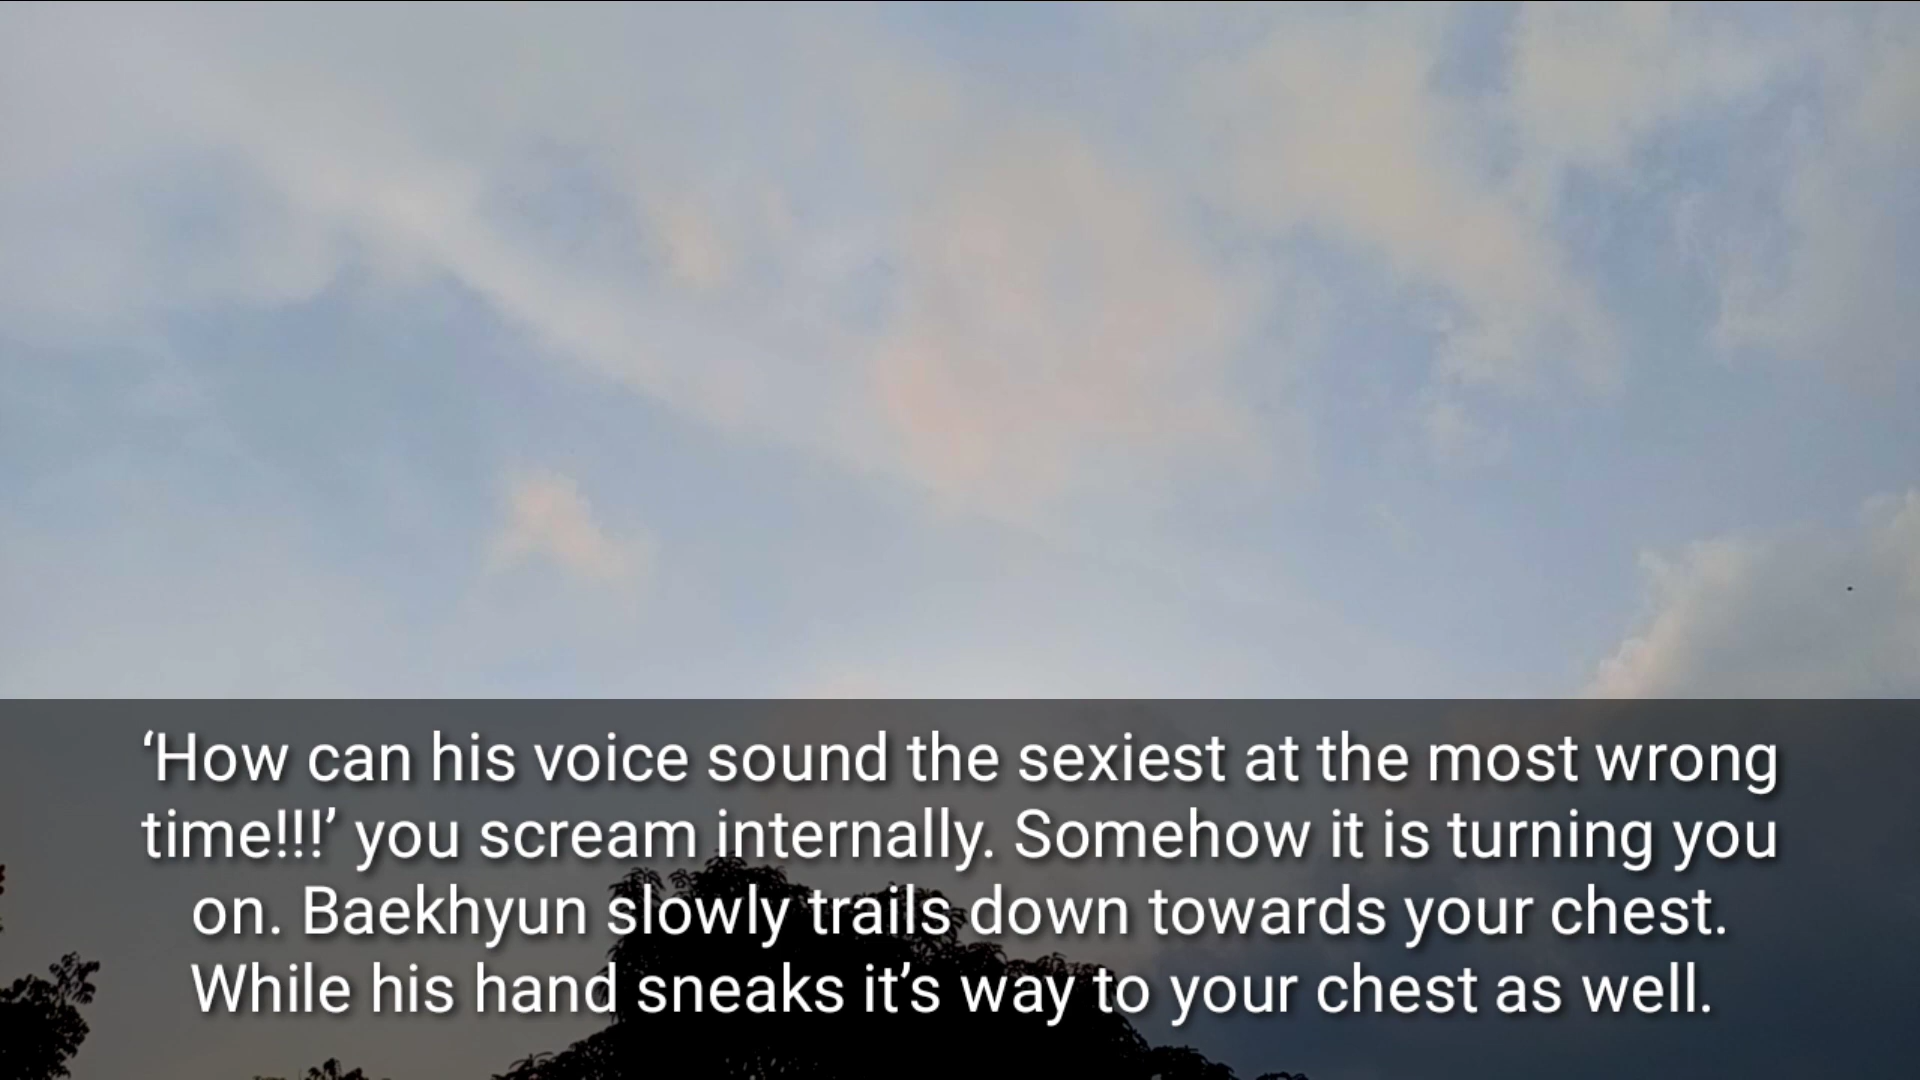 ‘How can his voice sound the sexiest at the most wrong
time!!!’ you scream internally. Somehow it is turning you
on. Baekhyun slowly trails down towards your chest.
While his hand sneaks it’s way to your chest as well.